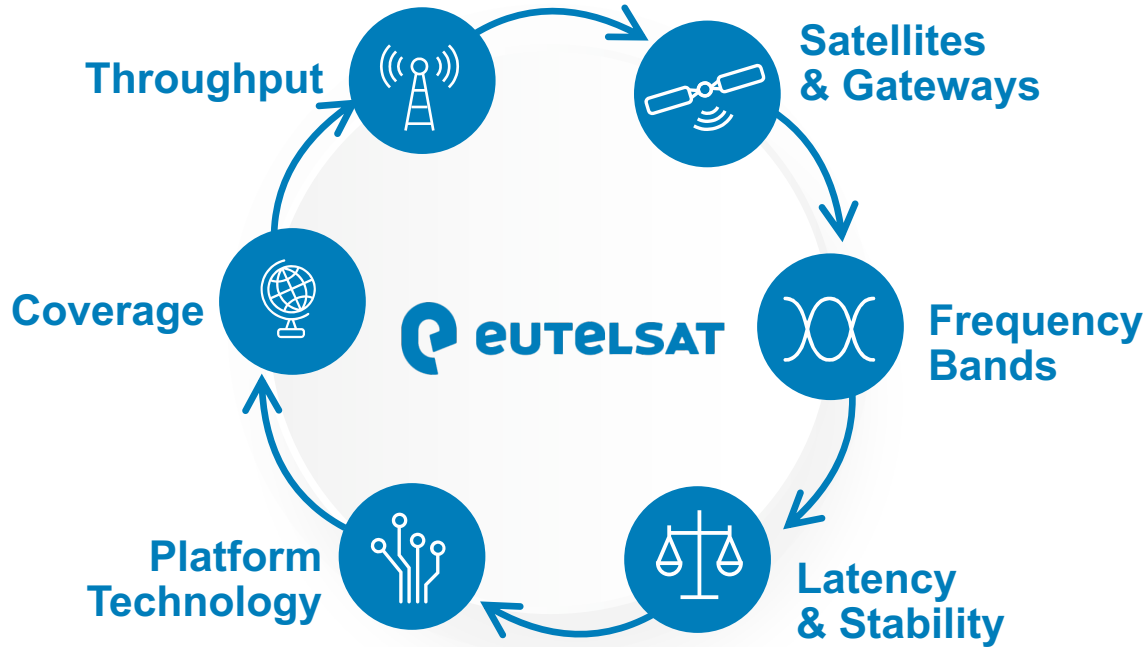 Throughput
Satellites
& Gateways
Coverage
eutelsat
Frequency
Bands
Platform
Technology
Latency
& Stability